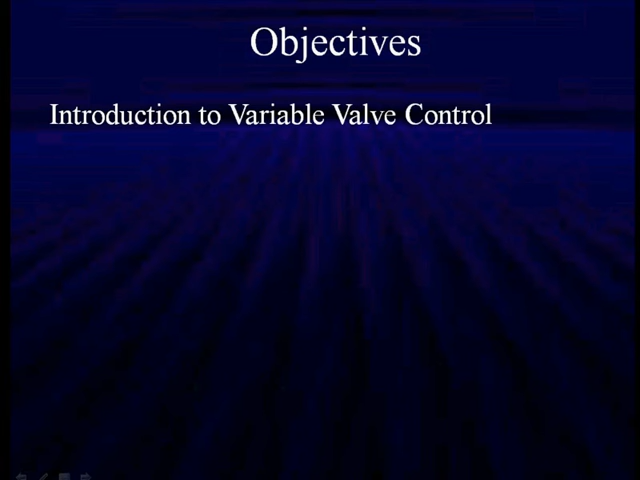 Objectives
Introduction to Variable Valve Control